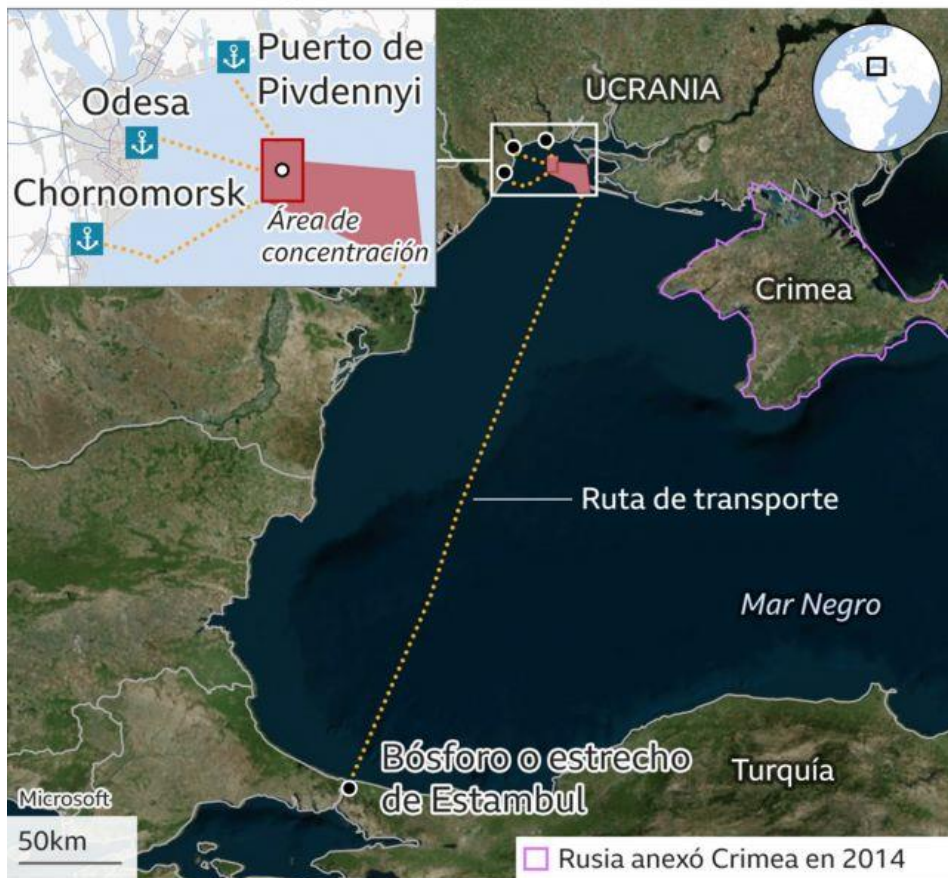 Puerto de
Pivdennyi
Odesa
Chornomorsk
Área de
concentración
UCRANIA
Crimea
Ruta de transporte
Mar Negro
Bósforo o estrecho
de Estambul
Turquía
Microsoft
50km
Rusia anexó Crimea en 2014